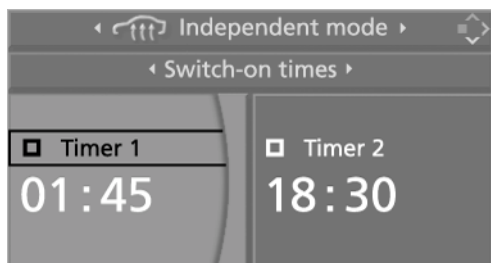 Independent mode
Switch-on times
Timer 1 Timer 2
01:45 18:30